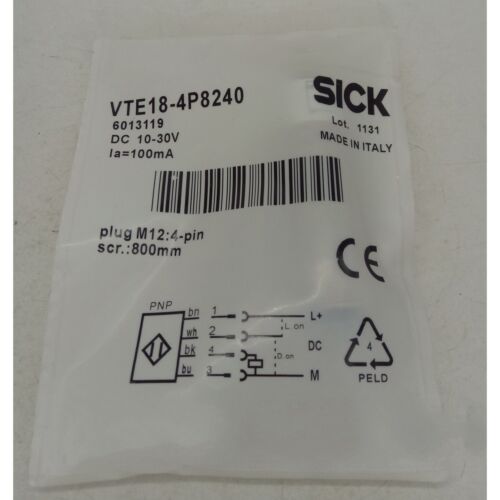 VTE18-4P8240
6013119
DC 10-30V
Ia=100mA
SICK
Lot. 1131
MADE IN ITALY
plug M12:4-pin
scr.:800mm
CE
PNP
bn 1 L+
L. on
wh 2 DC
bk 4 D. on
bu 3 M
4
PELD